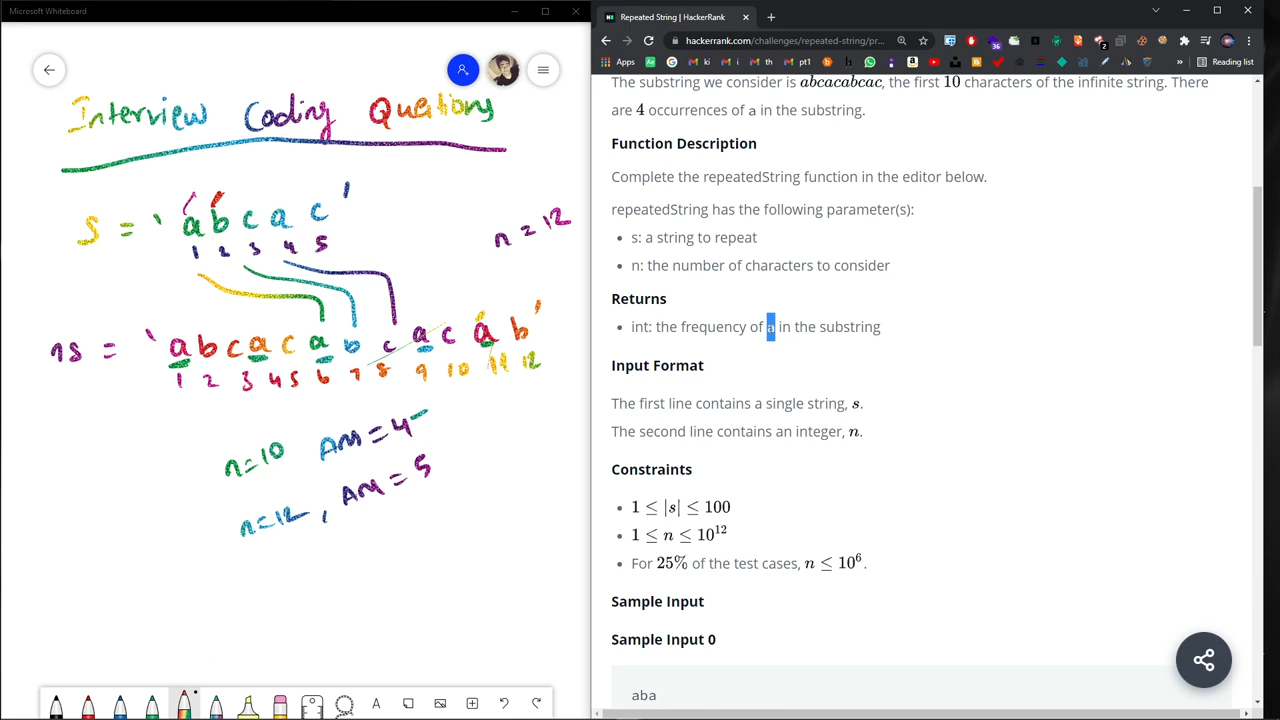 Microsoft Whiteboard
Interview Coding Questions
S = 'abcac'
1 2 3 4 5
n = 12
ns = 'abcacabcacab'
1 2 3 4 5 6 7 8 9 10 11 12
n=10 AM = 4
n=12, AM = 5
Repeated String | HackerRank
hackerrank.com/challenges/repeated-string/pr...
Apps
ki
i
th
pt1
b
h
Reading list
The substring we consider is abcacabcac, the first 10 characters of the infinite string. There
are 4 occurrences of a in the substring.
Function Description
Complete the repeatedString function in the editor below.
repeatedString has the following parameter(s):
• s: a string to repeat
• n: the number of characters to consider
Returns
• int: the frequency of a in the substring
Input Format
The first line contains a single string, s.
The second line contains an integer, n.
Constraints
• 1 ≤ |s| ≤ 100
• 1 ≤ n ≤ 10¹²
• For 25% of the test cases, n ≤ 10⁶.
Sample Input
Sample Input 0
aba